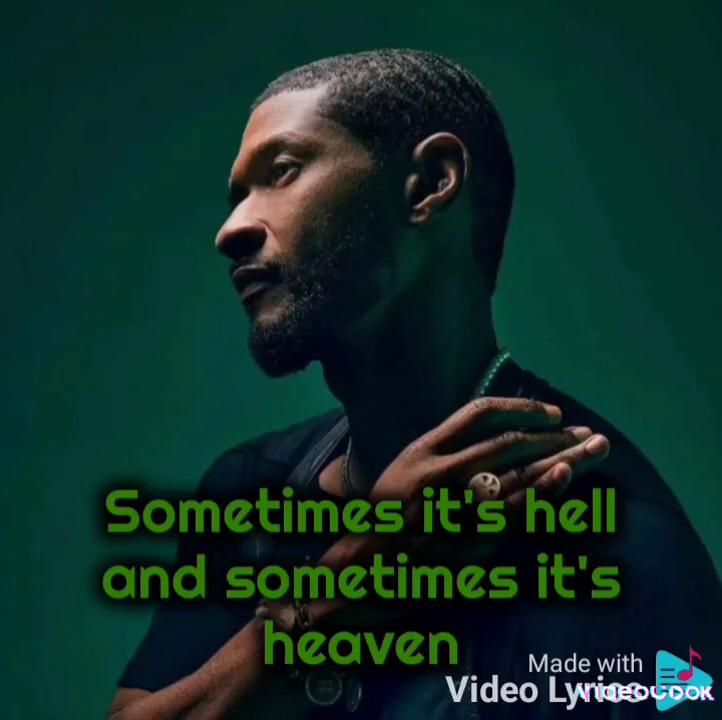 Sometimes it's hell
and sometimes it's
heaven
Made with
Video Lyrics